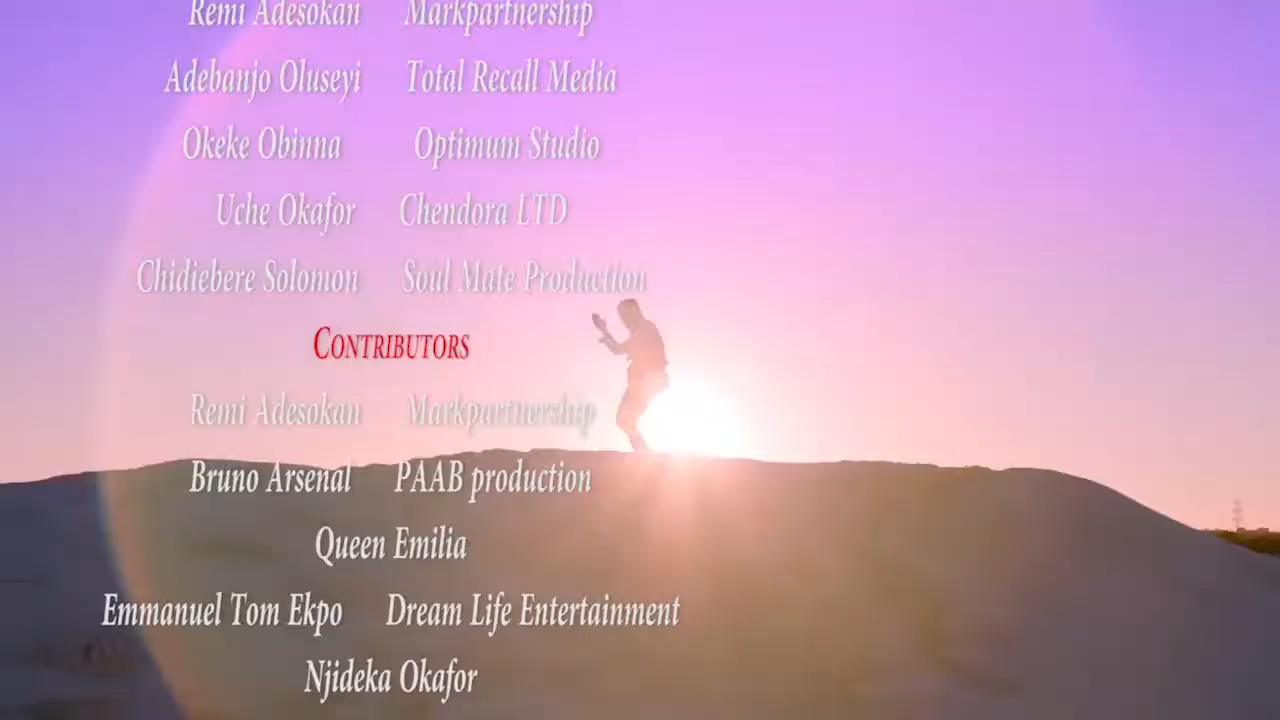 Remi Adesokan Markpartnership
Adebanjo Oluseyi Total Recall Media
Okeke Obinna Optimum Studio
Uche Okafor Chendora LTD
Chidiebere Solomon Soul Mate Production
CONTRIBUTORS
Remi Adesokan Markpartnership
Bruno Arsenal PAAB production
Queen Emilia
Emmanuel Tom Ekpo Dream Life Entertainment
Njideka Okafor